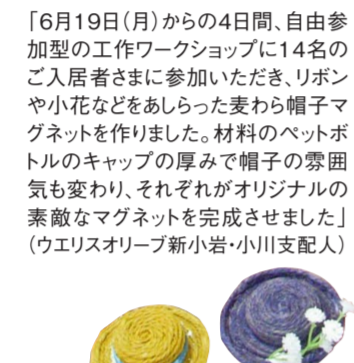 「6月19日(月)からの4日間、自由参
加型の工作ワークショップに14名の
ご入居者さまに参加いただき、リボン
や小花などをあしらった麦わら帽子マ
グネットを作りました。材料のペットボ
トルのキャップの厚みで帽子の雰囲
気も変わり、それぞれがオリジナルの
素敵なマグネットを完成させました」
(ウエリスオリーブ新小岩・小川支配人)